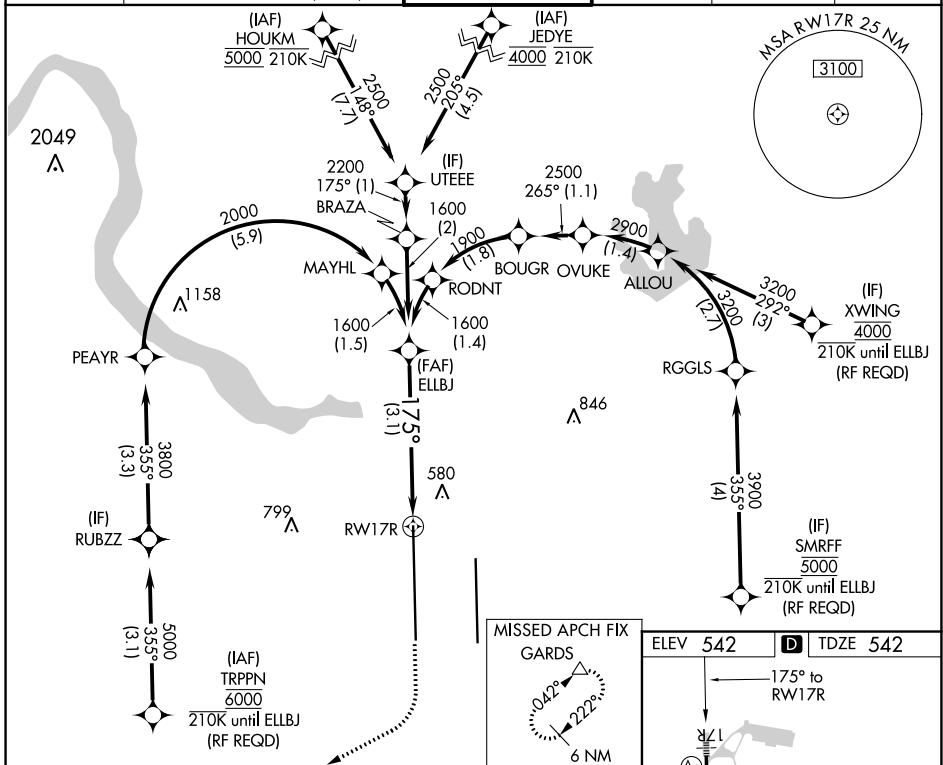 (IAF)
HOUKM
5000 210K
(IAF)
JEDYE
4000 210K
MSA RW17R 25 NM
3100
2500
148°
(7.7)
2500
205°
(4.5)
2049
2200
175° (1)
(IF)
UTEEE
BRAZA
1600
(2)
2500
265° (1.1)
2000
(5.9)
1900
(1.8)
2900
(1.4)
MAYHL
RODNT
BOUGR
OVUKE
ALLOU
3200
292°
(3)
(IF)
XWING
4000
210K until ELLBJ
(RF REQD)
1158
1600
(1.5)
1600
(1.4)
3200
(2.7)
PEAYR
(FAF)
ELLBJ
RGGLS
175°
(3.1)
846
3800
355°
(3.3)
580
3900
355°
(4)
799
RW17R
(IF)
RUBZZ
(IF)
SMRFF
5000
210K until ELLBJ
(RF REQD)
5000
355°
(3.1)
(IAF)
TRPPN
6000
210K until ELLBJ
(RF REQD)
MISSED APCH FIX
GARDS
042°
222°
6 NM
ELEV 542
D
TDZE 542
175° to
RW17R
17R
A